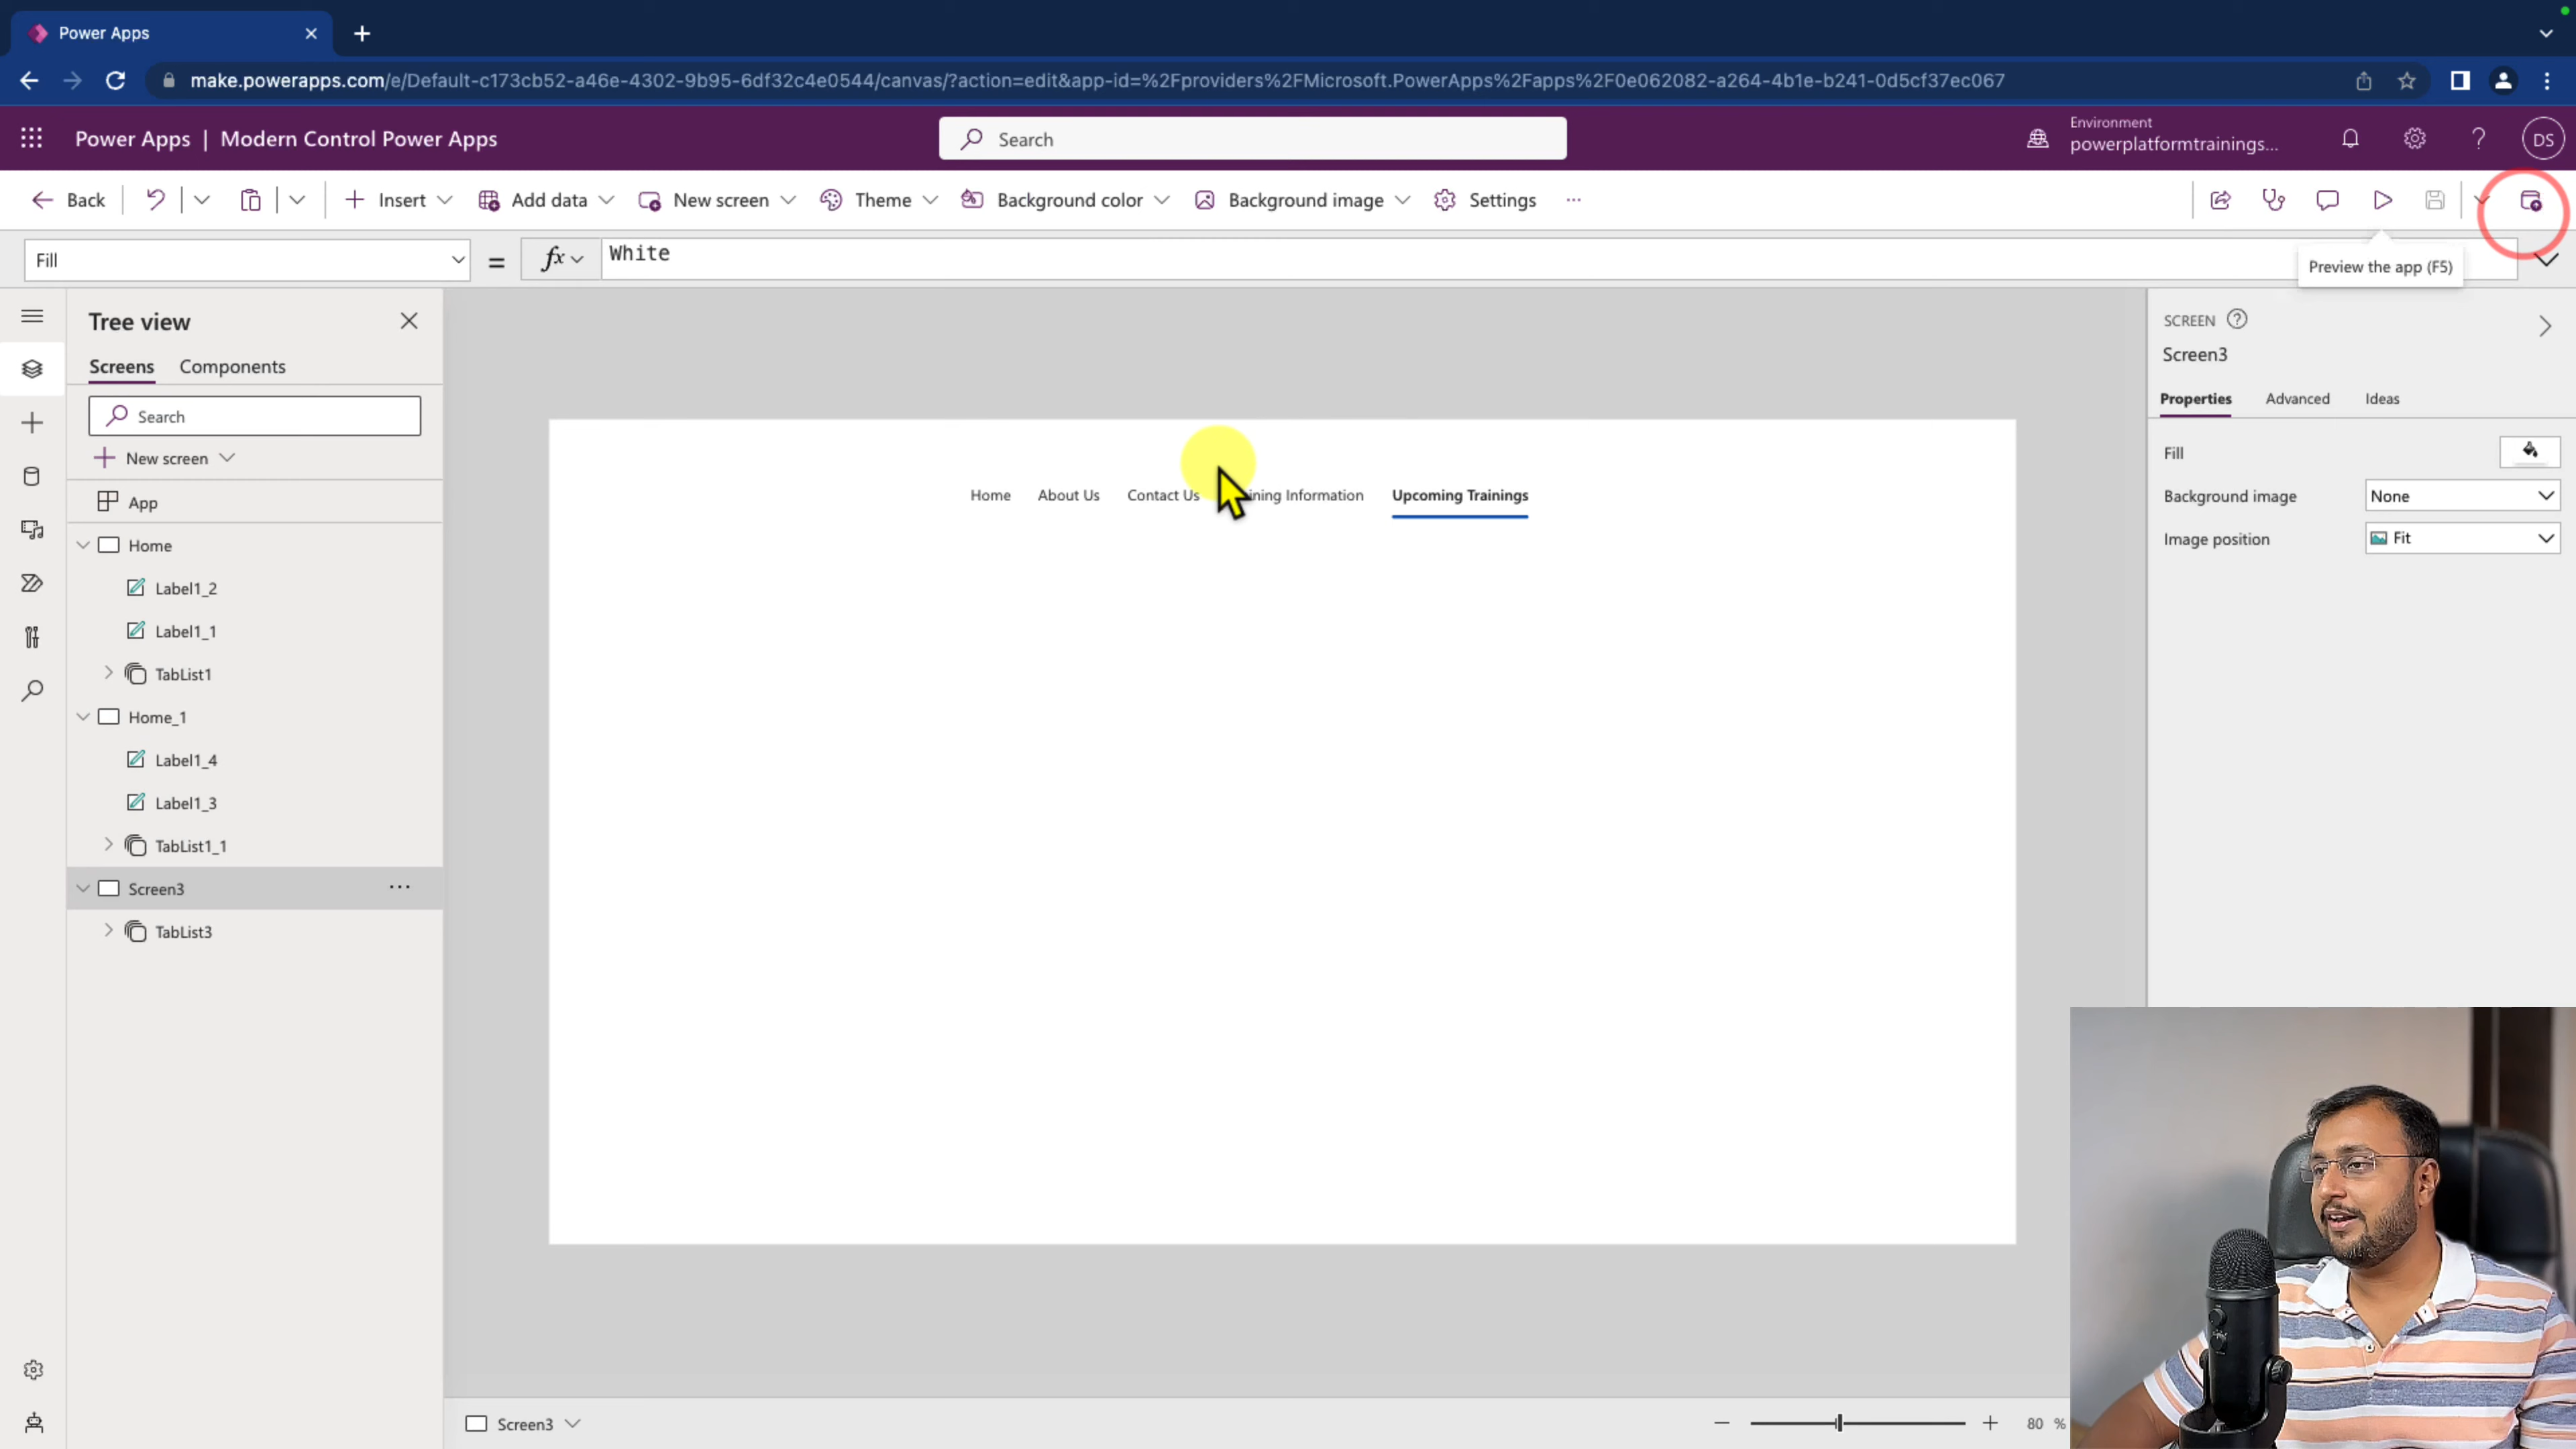 Power Apps
make.powerapps.com/e/Default-c173cb52-a46e-4302-9b95-6df32c4e0544/canvas/?action=edit&app-id=%2Fproviders%2FMicrosoft.PowerApps%2Fapps%2F0e062082-a264-4b1e-b241-0d5cf37ec067
Power Apps | Modern Control Power Apps
Search
Environment
powerplatformtrainings...
DS
Back
Insert
Add data
New screen
Theme
Background color
Background image
Settings
Fill
=
fx
White
Preview the app (F5)
Tree view
Screens
Components
Search
New screen
App
Home
Label1_2
Label1_1
TabList1
Home_1
Label1_4
Label1_3
TabList1_1
Screen3
TabList3
Home
About Us
Contact Us
Information
Upcoming Trainings
SCREEN
Screen3
Properties
Advanced
Ideas
Fill
Background image
None
Image position
Fit
Screen3
80 %